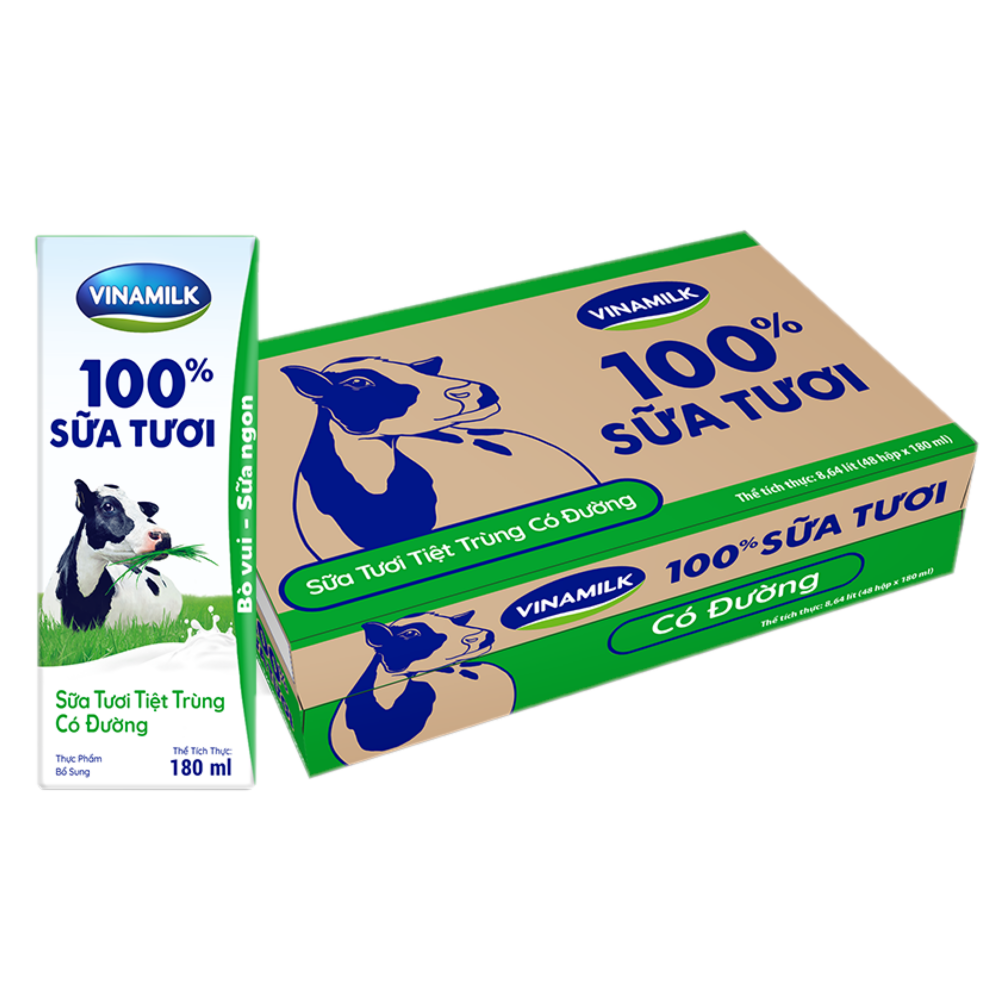 VINAMILK
100%
SỮA TƯƠI
Bò vui - Sữa ngon
Sữa Tươi Tiệt Trùng
Có Đường
Thực Phẩm
Bổ Sung
Thể Tích Thực:
180 ml
VINAMILK
100%
SỮA TƯƠI
Sữa Tươi Tiệt Trùng Có Đường
Thể tích thực: 8,64 lít (48 hộp x 180 ml)
VINAMILK
100% SỮA TƯƠI
Có Đường
Thể tích thực: 8,64 lít (48 hộp x 180 ml)